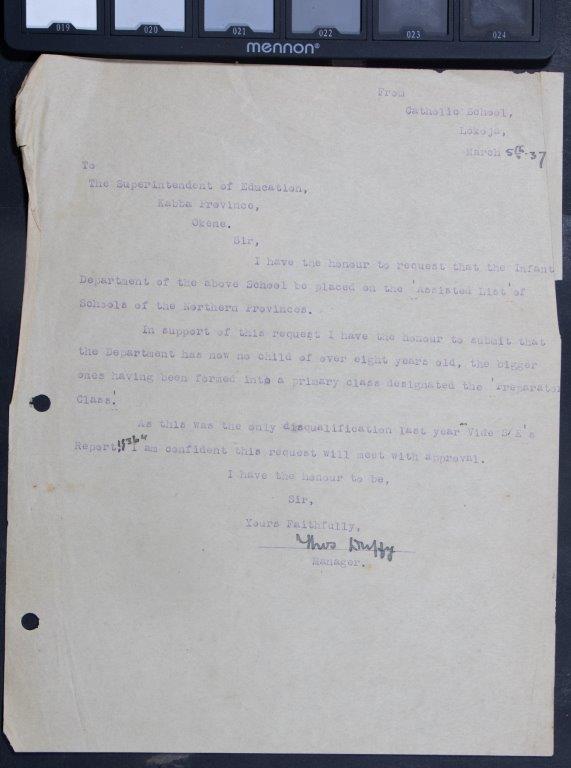 019 020 021 022 023 024
mennon®
From
Catholic School,
Lokoja,
March 5th-37
To
The Superintendent of Education,
Kabba Province,
Okene.
Sir,
I have the honour to request that the Infant
Department of the above School be placed on the 'Assisted List' of
Schools of the Northern Provinces.
In support of this request I have the honour to submit that
the Department has now no child of over eight years old, the bigger
ones having been formed into a primary class designated the 'Preparator
Class.'
As this was the only disqualification last year Vide S/E's
Report, 1936" I am confident this request will meet with approval.
I have the honour to be,
Sir,
Yours Faithfully,
Thos Duffy
Manager.